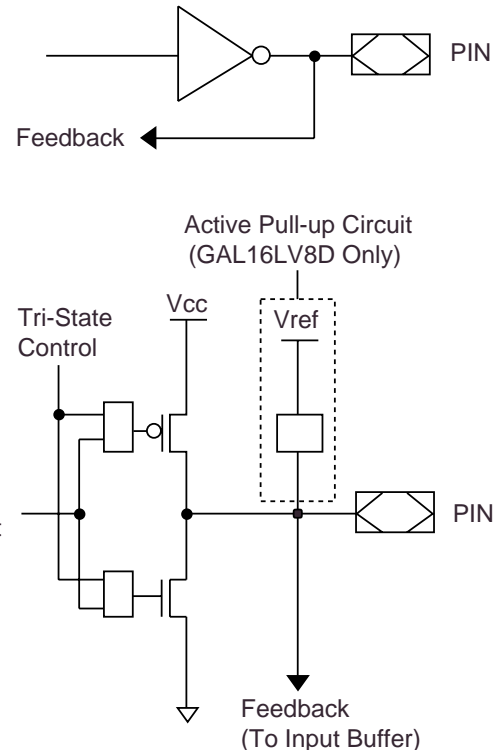 PIN
Feedback
Active Pull-up Circuit
(GAL16LV8D Only)
Vcc
Vref
Tri-State
Control
PIN
Feedback
(To Input Buffer)